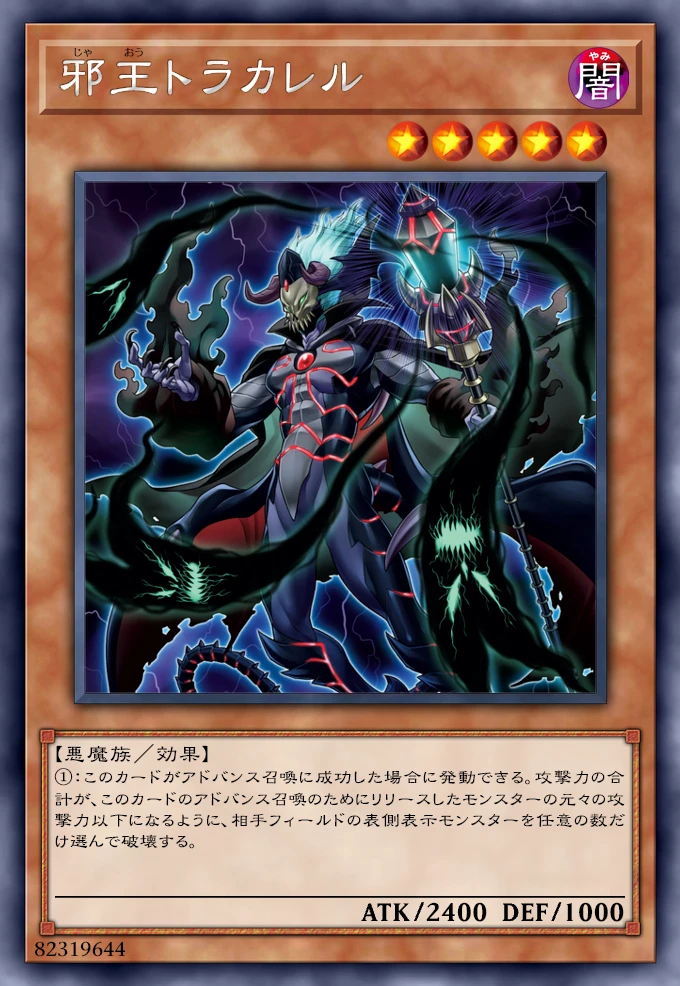 じゃ おう
邪王トラカレル
やみ
闇
【悪魔族／効果】
①：このカードがアドバンス召喚に成功した場合に発動できる。攻撃力の合
計が、このカードのアドバンス召喚のためにリリースしたモンスターの元々の攻
撃力以下になるように、相手フィールドの表側表示モンスターを任意の数だ
け選んで破壊する。
ATK/2400 DEF/1000
82319644